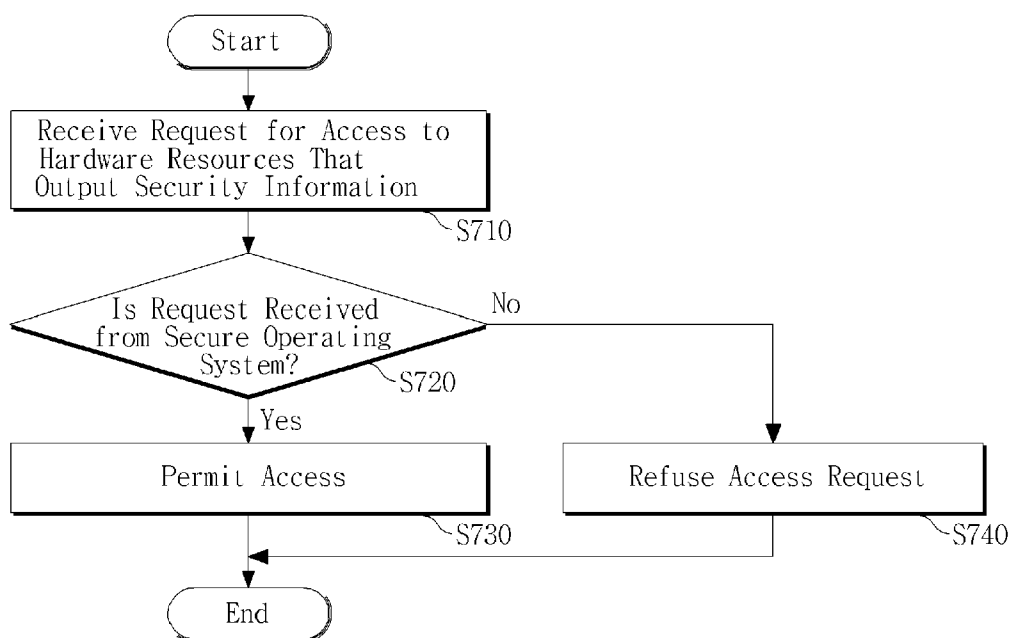 Start
Receive Request for Access to
Hardware Resources That
Output Security Information
S710
Is Request Received
from Secure Operating
System?
No
S720
Yes
Permit Access
Refuse Access Request
S730
S740
End